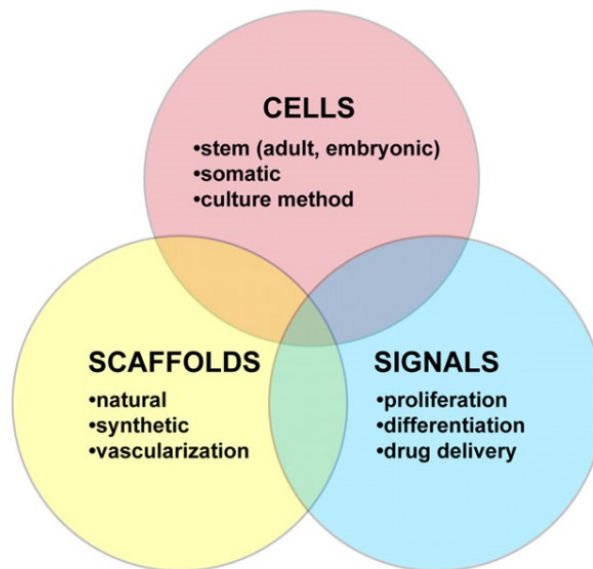 CELLS
•stem (adult, embryonic)
•somatic
•culture method
SCAFFOLDS
•natural
•synthetic
•vascularization
SIGNALS
•proliferation
•differentiation
•drug delivery